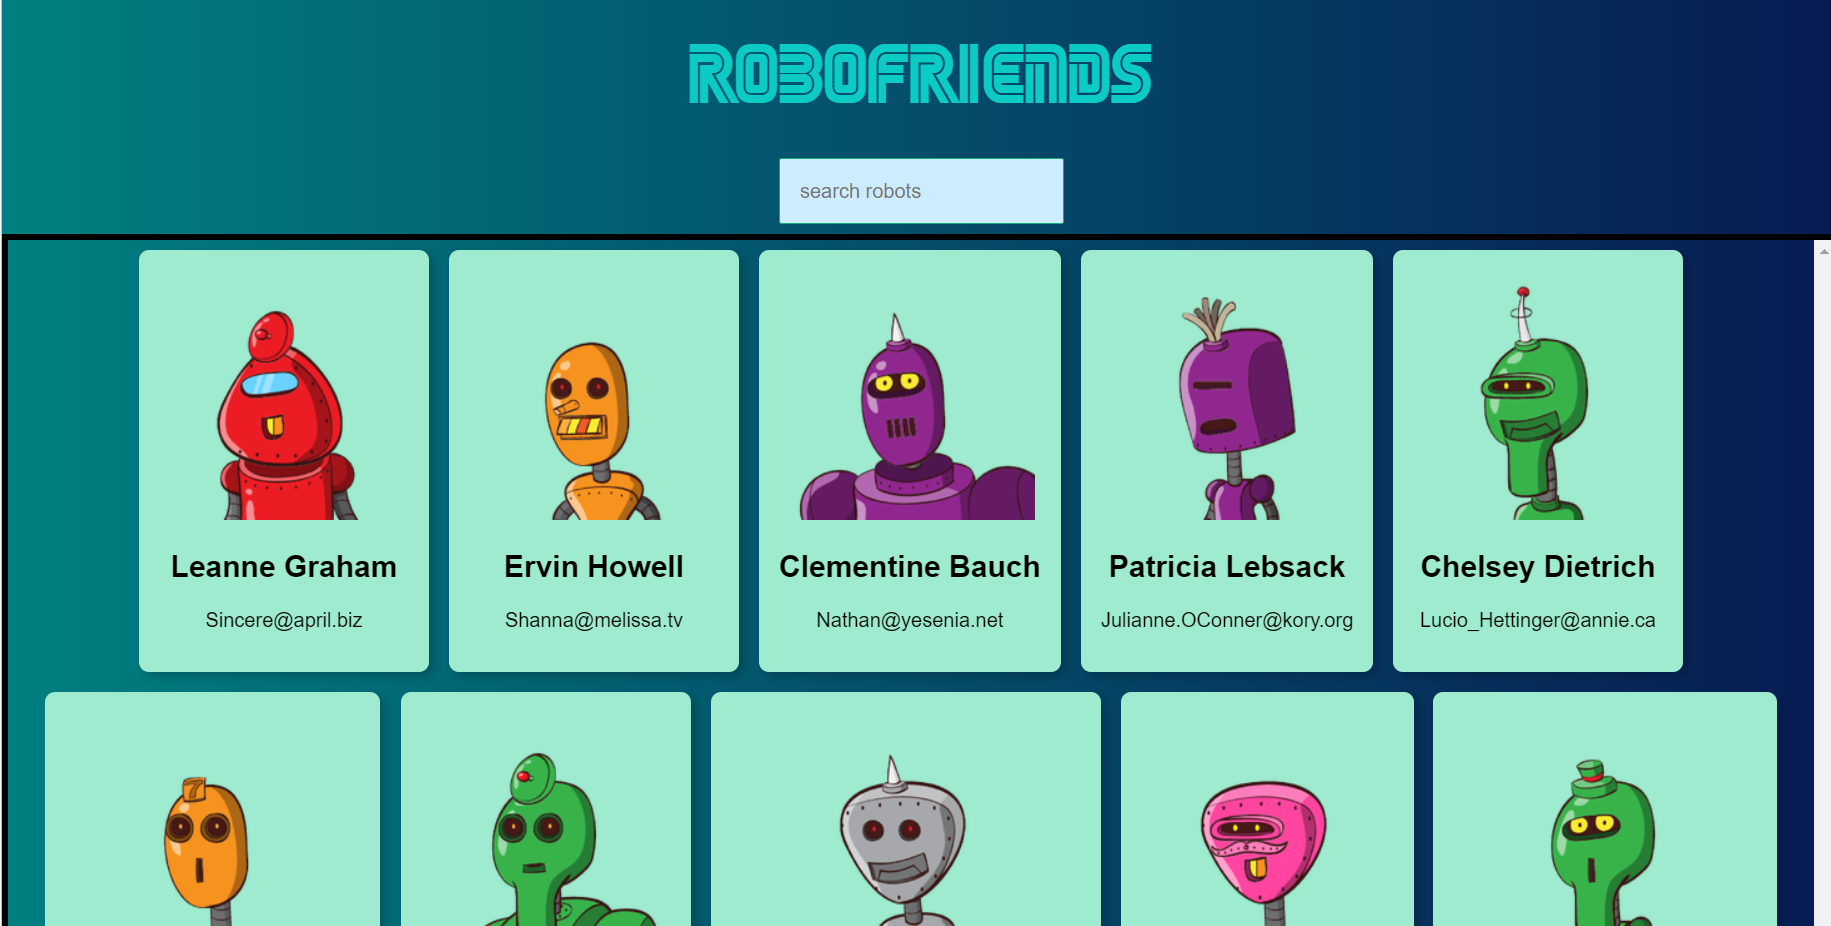 ROBOFRIENDS
search robots
Leanne Graham
Ervin Howell
Clementine Bauch
Patricia Lebsack
Chelsey Dietrich
Sincere@april.biz
Shanna@melissa.tv
Nathan@yesenia.net
Julianne.OConner@kory.org
Lucio_Hettinger@annie.ca
7